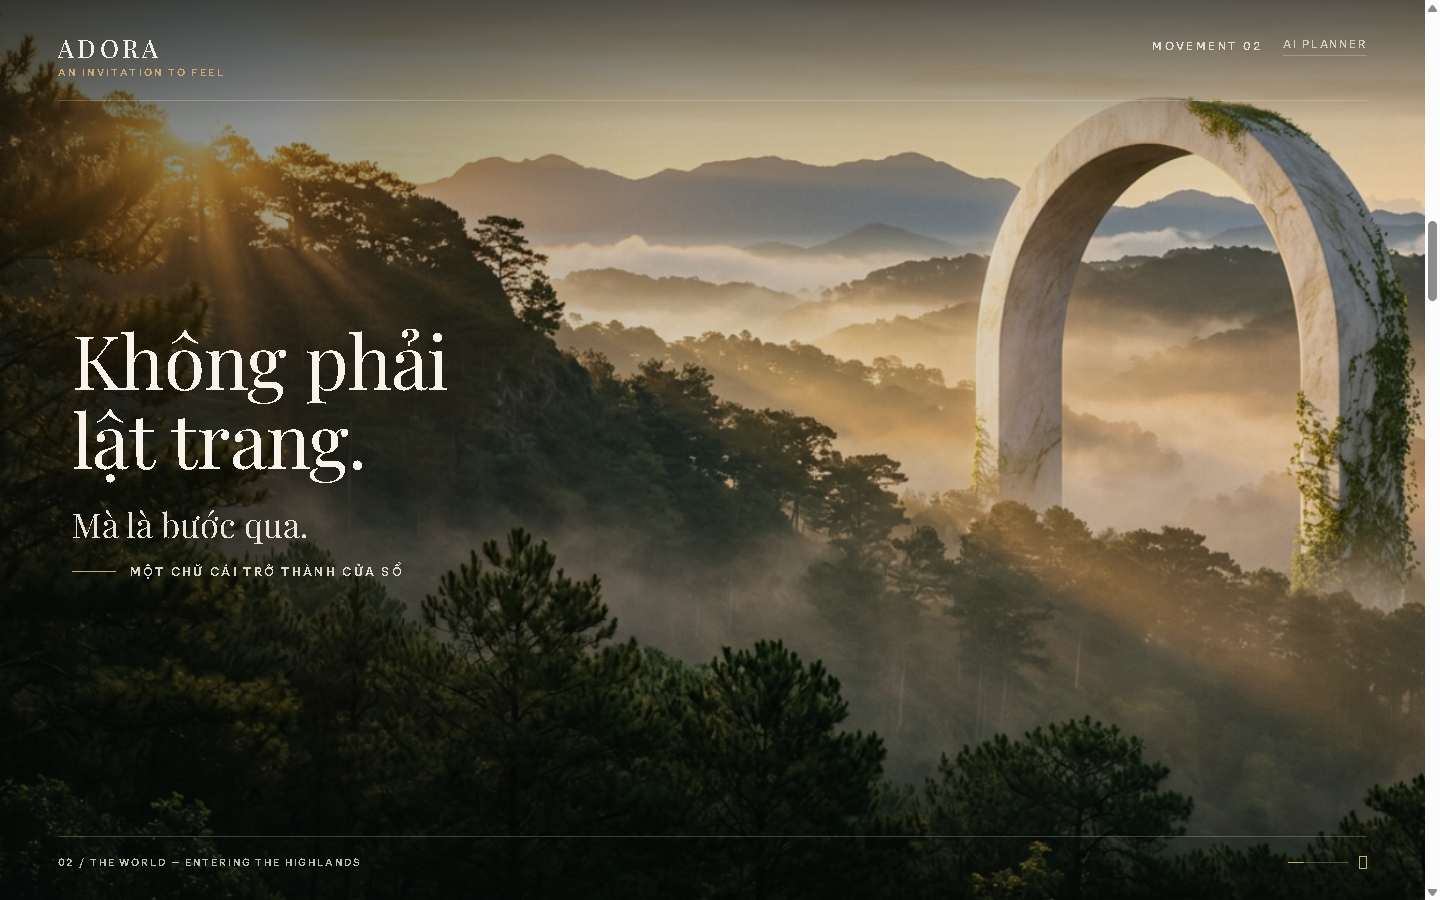 ADORA
AN INVITATION TO FEEL
MOVEMENT 02
AI PLANNER
Không phải
lật trang.
Mà là bước qua.
MỘT CHỮ CÁI TRỞ THÀNH CỬA SỔ
02 / THE WORLD — ENTERING THE HIGHLANDS